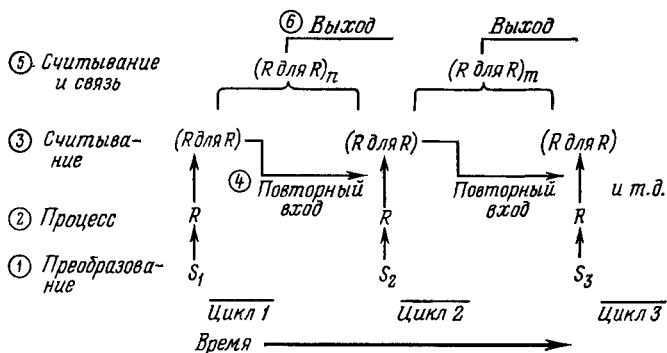 ⑥ Выход Выход
⑤ Считывание и связь
(R для R)n (R для R)m
③ Считыва-
ние
(R для R) (R для R) (R для R)
④ Повторный вход Повторный вход
и т.д.
② Процесс R R R
① Преобразова-
ние
S1 S2 S3
Цикл 1 Цикл 2 Цикл 3
Время